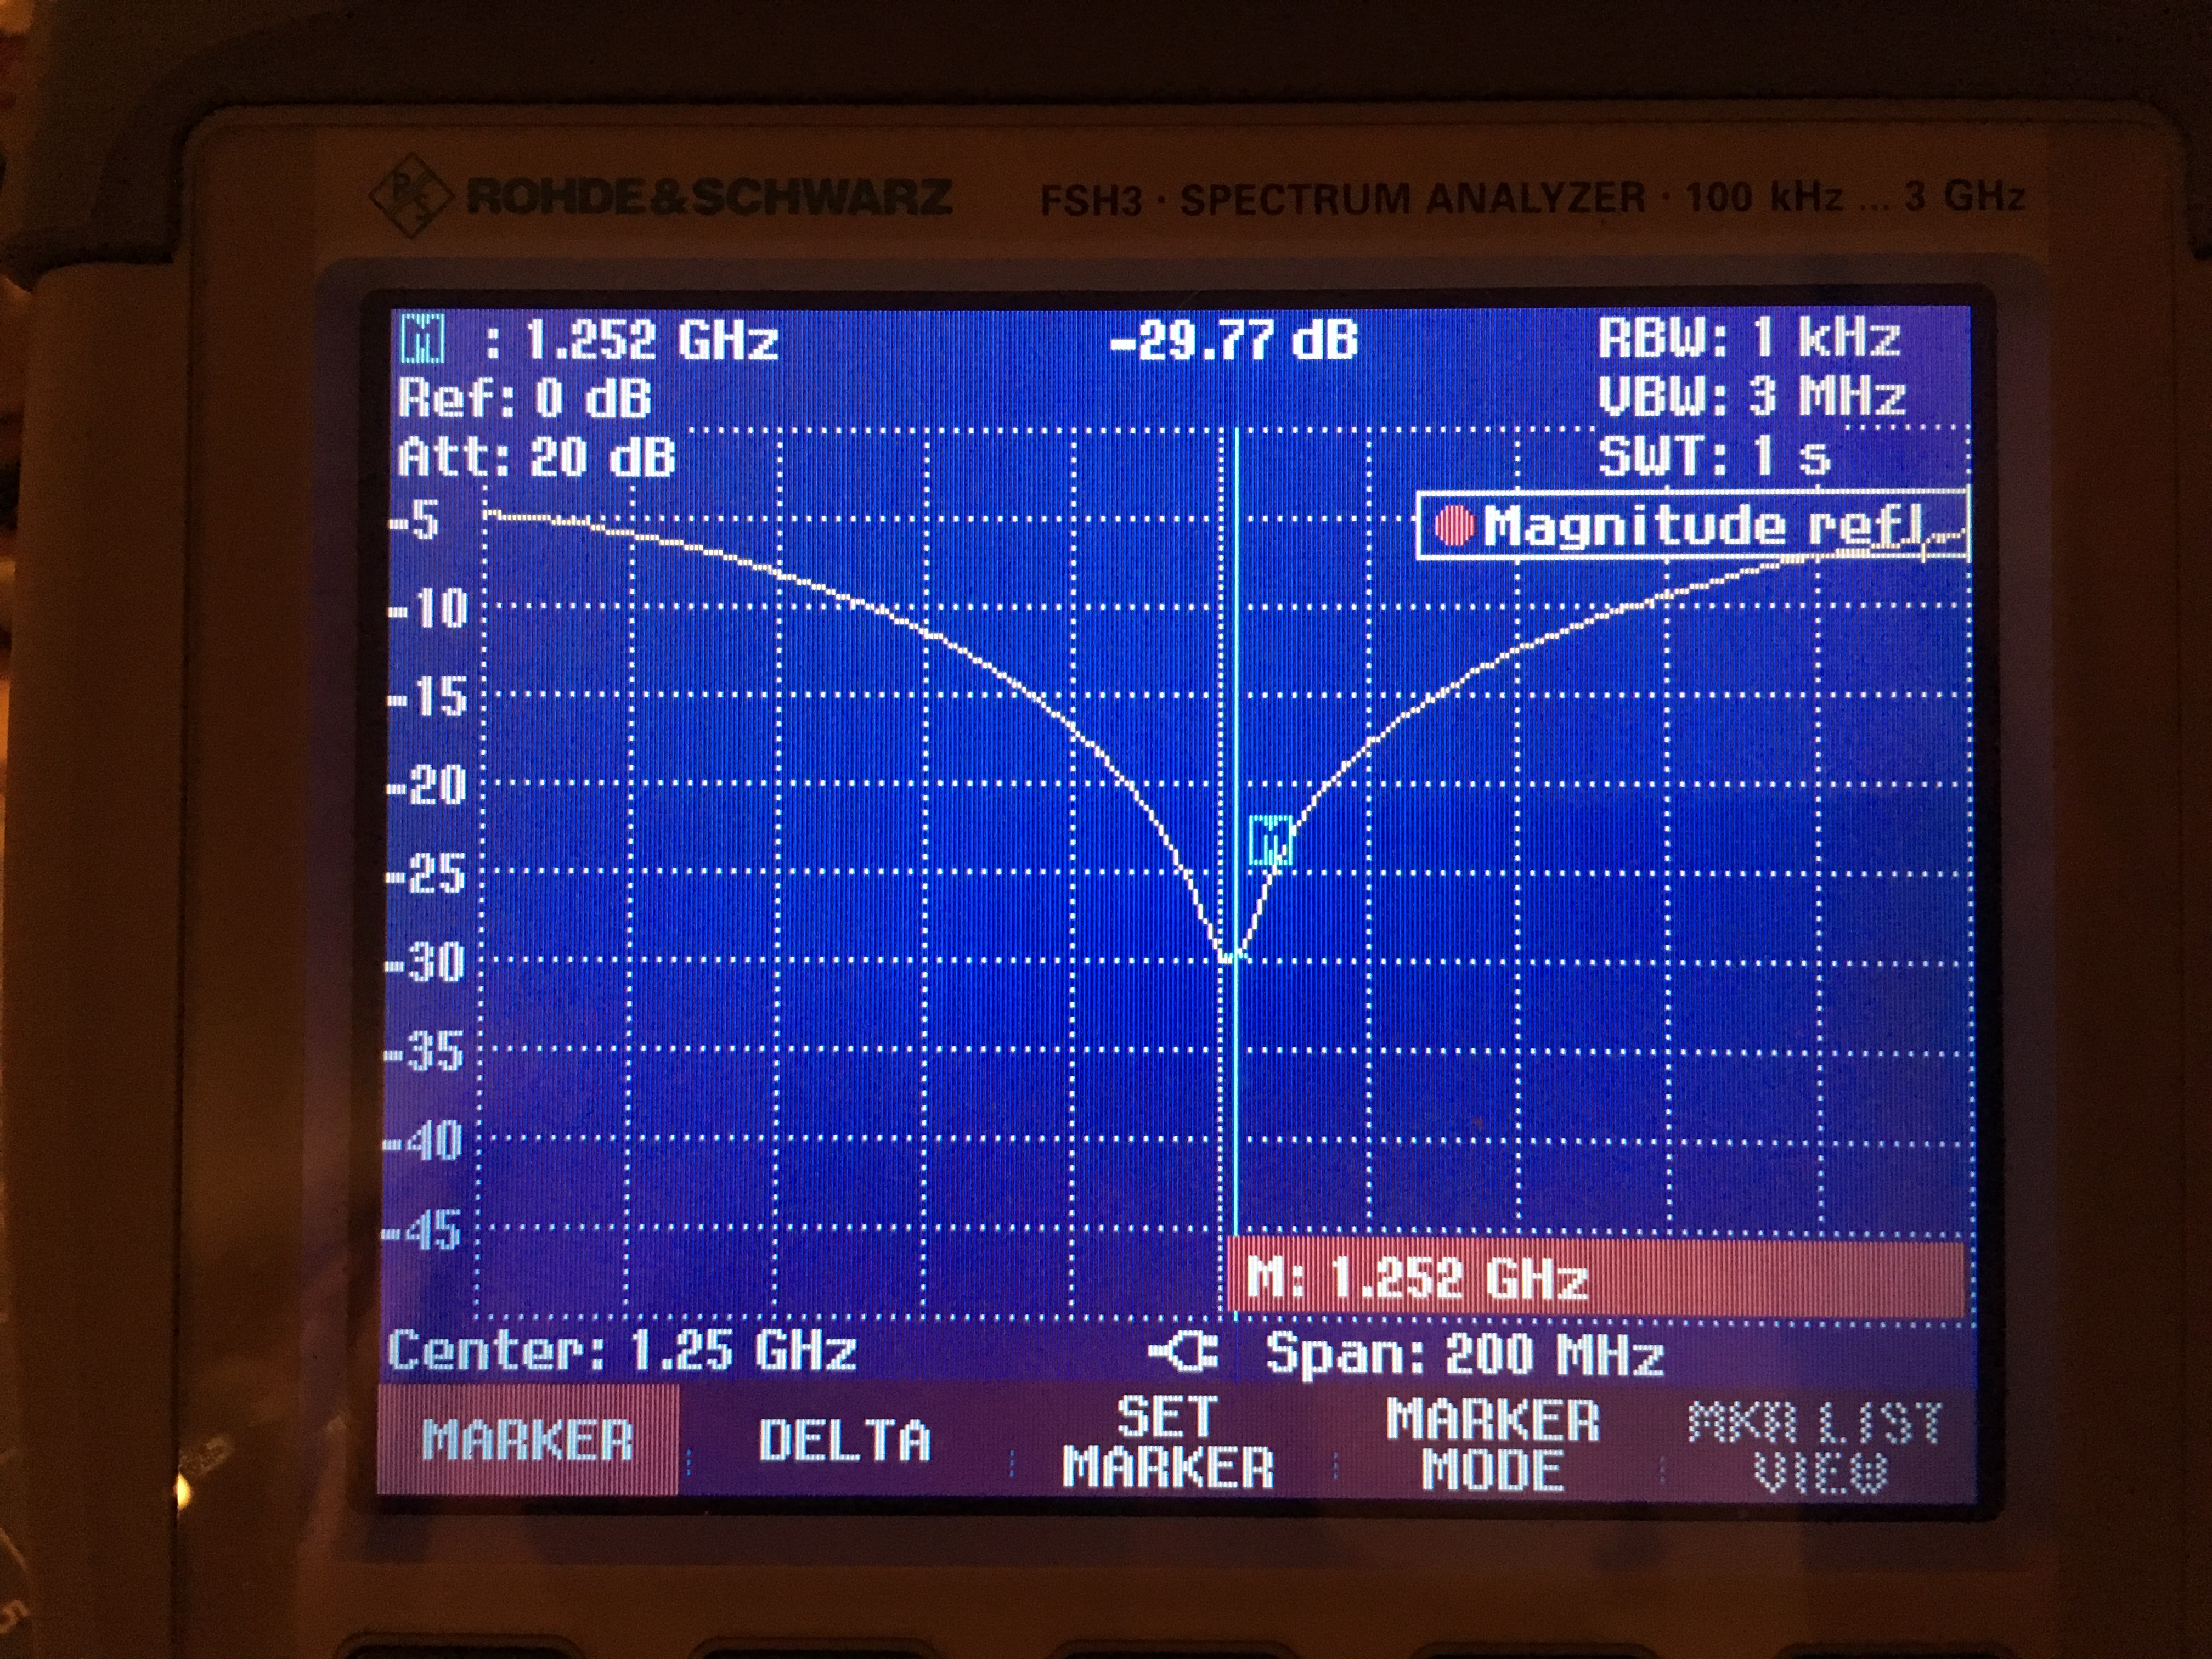 R&S ROHDE&SCHWARZ FSH3 · SPECTRUM ANALYZER · 100 kHz ... 3 GHz
M : 1.252 GHz -29.77 dB RBW: 1 kHz
Ref: 0 dB VBW: 3 MHz
Att: 20 dB SWT: 1 s
-5 Magnitude refl
-10
-15
-20
M
-25
-30
-35
-40
-45
M: 1.252 GHz
Center: 1.25 GHz Span: 200 MHz
MARKER DELTA SET MARKER MARKER MODE MKR LIST VIEW